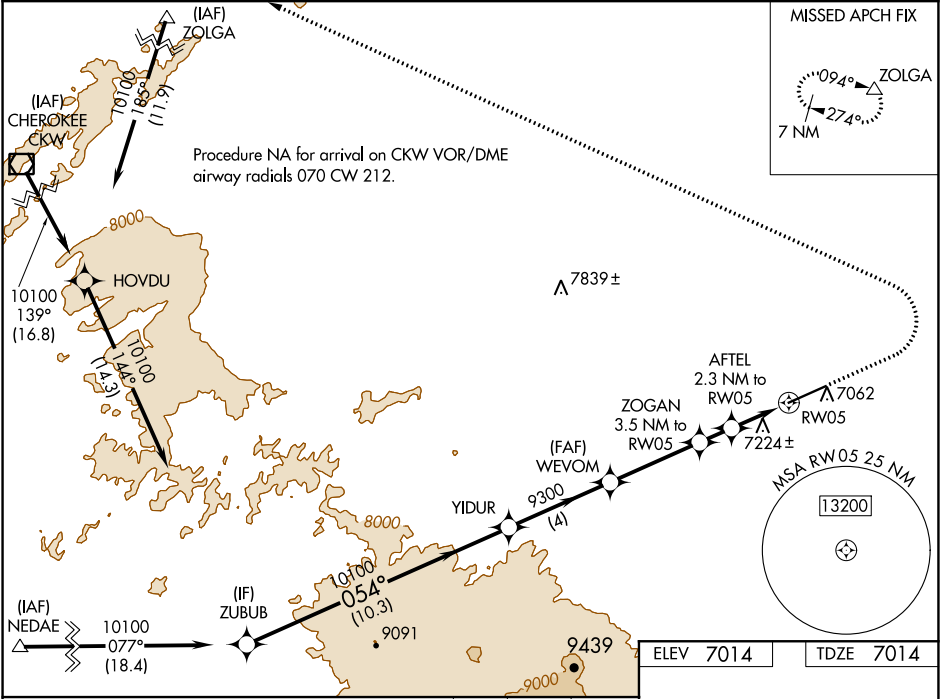 (IAF)
ZOLGA
MISSED APCH FIX
094°
ZOLGA
274°
7 NM
10100
185°
(11.9)
(IAF)
CHEROKEE
CKW
Procedure NA for arrival on CKW VOR/DME
airway radials 070 CW 212.
8000
HOVDU
7839±
10100
139°
(16.8)
10100
144°
(14.3)
AFTEL
2.3 NM to
RW05
ZOGAN
3.5 NM to
RW05
7062
RW05
7224±
(FAF)
WEVOM
MSA RW05 25 NM
13200
9300
(4)
YIDUR
8000
10100
054°
(10.3)
(IF)
ZUBUB
(IAF)
NEDAE
10100
077°
(18.4)
9091
9439
9000
ELEV 7014
TDZE 7014